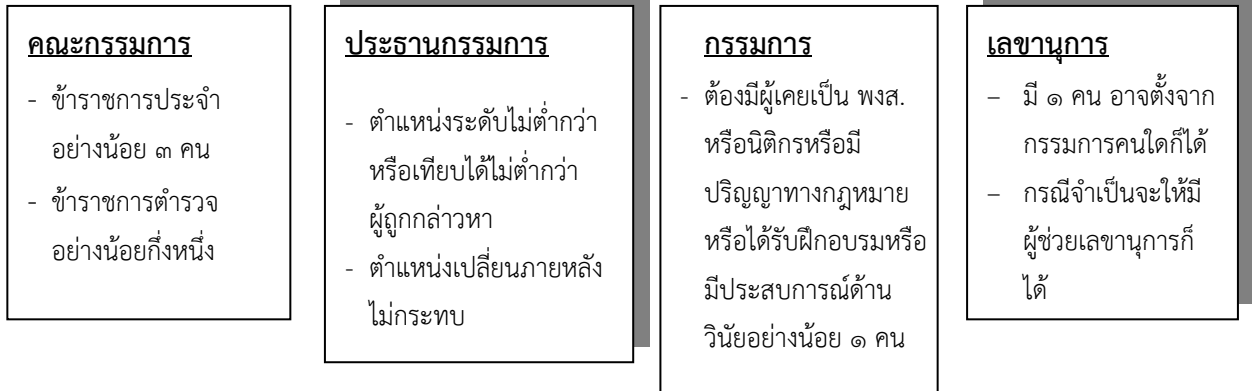 คณะกรรมการ
- ข้าราชการประจำ
อย่างน้อย ๓ คน
- ข้าราชการตำรวจ
อย่างน้อยกึ่งหนึ่ง
ประธานกรรมการ
- ตำแหน่งระดับไม่ต่ำกว่า
หรือเทียบได้ไม่ต่ำกว่า
ผู้ถูกกล่าวหา
- ตำแหน่งเปลี่ยนภายหลัง
ไม่กระทบ
กรรมการ
- ต้องมีผู้เคยเป็น พงส.
หรือนิติกรหรือมี
ปริญญาทางกฎหมาย
หรือได้รับฝึกอบรมหรือ
มีประสบการณ์ด้าน
วินัยอย่างน้อย ๑ คน
เลขานุการ
– มี ๑ คน อาจตั้งจาก
กรรมการคนใดก็ได้
– กรณีจำเป็นจะให้มี
ผู้ช่วยเลขานุการก็
ได้